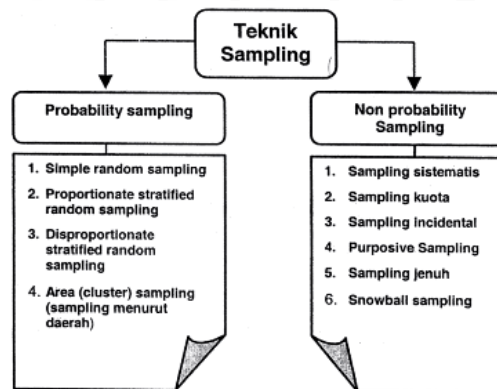 Teknik
Sampling
Probability sampling
1. Simple random sampling
2. Proportionate stratified
random sampling
3. Disproportionate
stratified random
sampling
4. Area (cluster) sampling
(sampling menurut
daerah)
Non probability
Sampling
1. Sampling sistematis
2. Sampling kuota
3. Sampling incidental
4. Purposive Sampling
5. Sampling jenuh
6. Snowball sampling